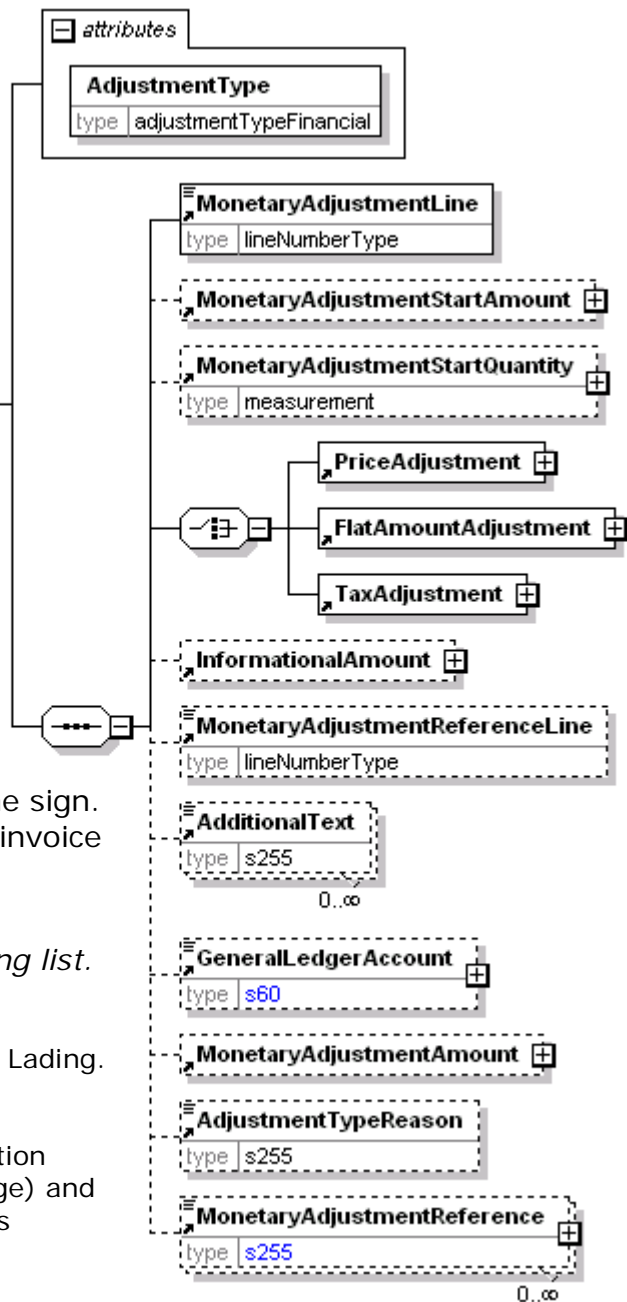 attributes
AdjustmentType
type adjustmentTypeFinancial
MonetaryAdjustmentLine
type lineNumberType
MonetaryAdjustmentStartAmount
MonetaryAdjustmentStartQuantity
type measurement
PriceAdjustment
FlatAmountAdjustment
TaxAdjustment
InformationalAmount
MonetaryAdjustmentReferenceLine
type lineNumberType
e sign.
invoice
AdditionalText
type s255
0..∞
ng list.
GeneralLedgerAccount
type s60
Lading.
MonetaryAdjustmentAmount
AdjustmentTypeReason
type s255
tion
ge) and
s
MonetaryAdjustmentReference
type s255
0..∞